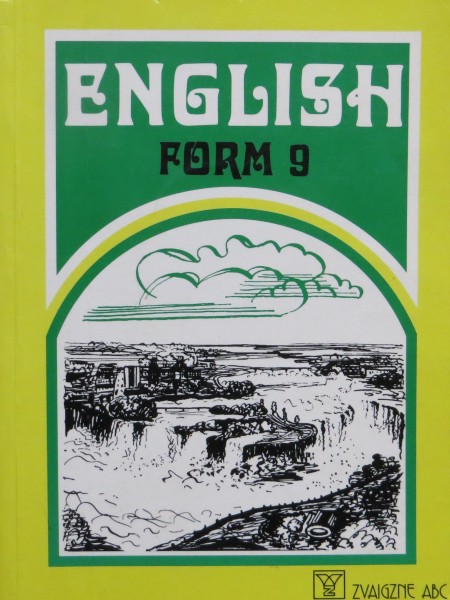 ENGLISH
FORM 9
ZVAIGZNE ABC